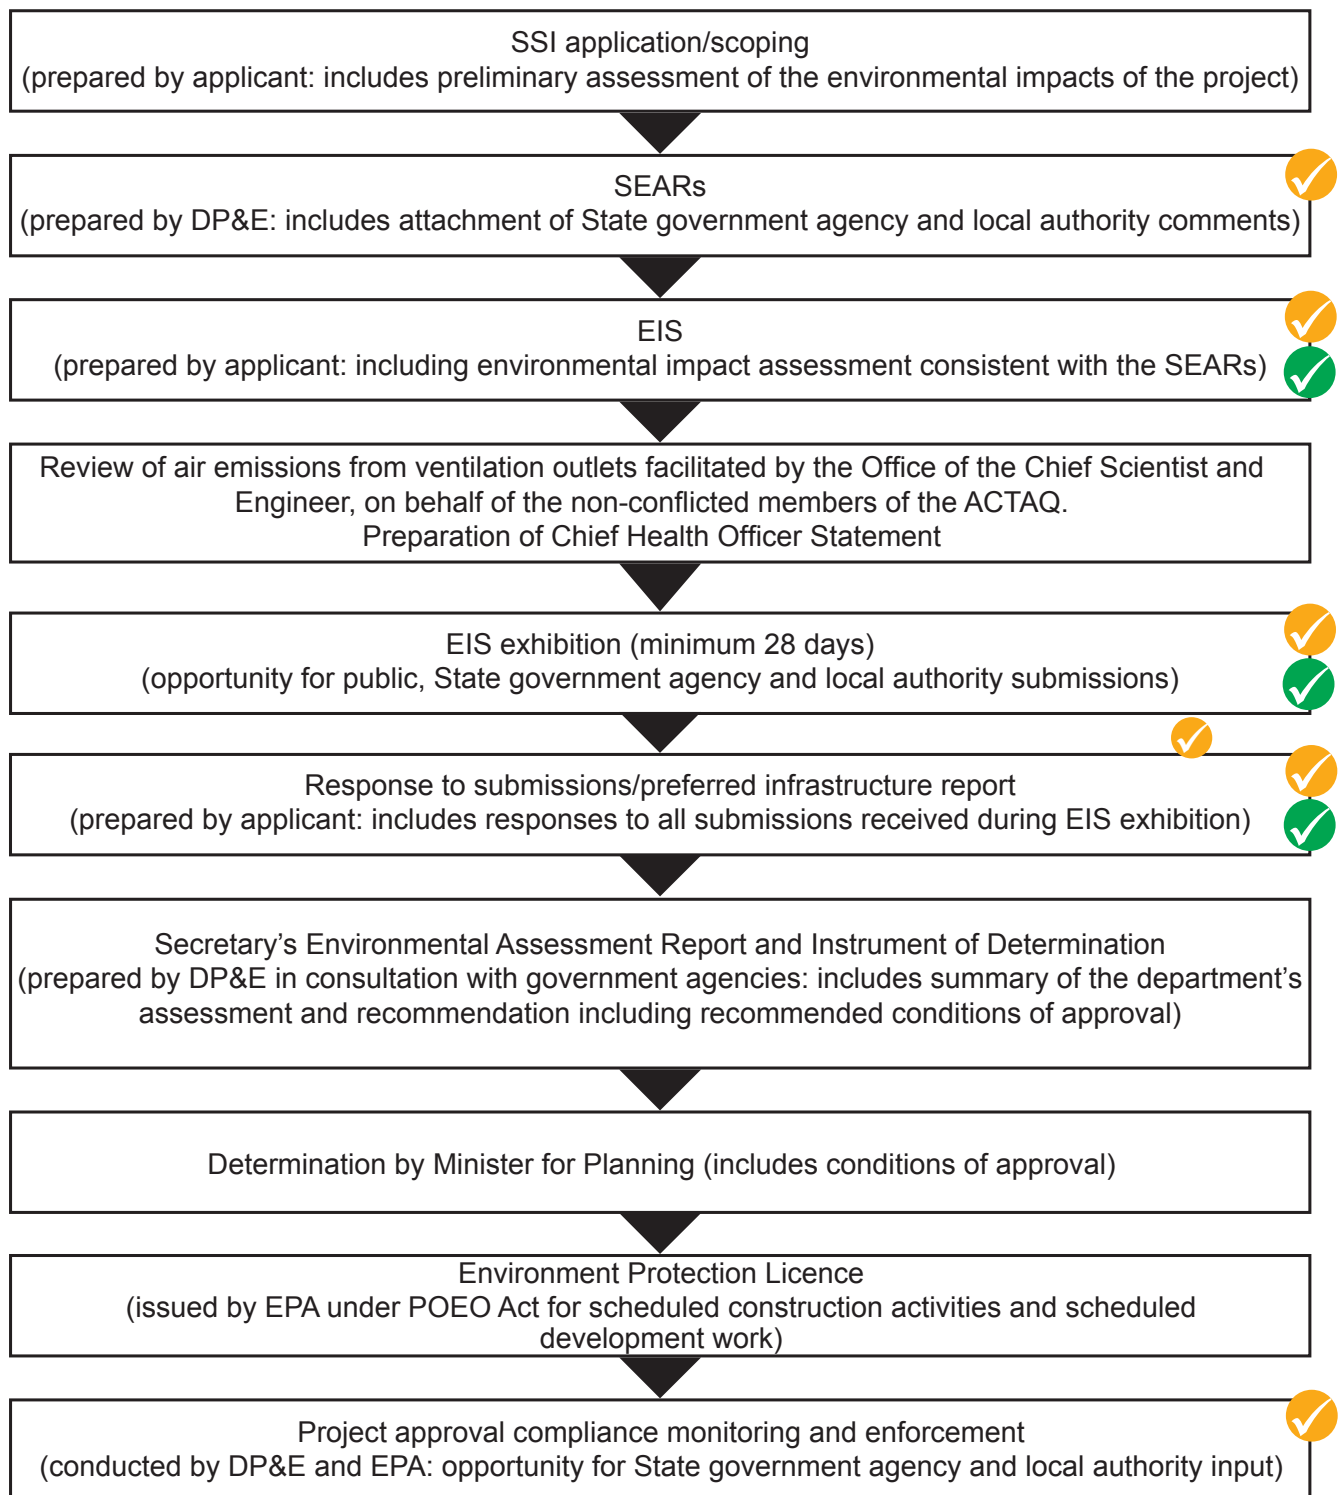 SSI application/scoping
(prepared by applicant: includes preliminary assessment of the environmental impacts of the project)
SEARs
(prepared by DP&E: includes attachment of State government agency and local authority comments)
EIS
(prepared by applicant: including environmental impact assessment consistent with the SEARs)
Review of air emissions from ventilation outlets facilitated by the Office of the Chief Scientist and
Engineer, on behalf of the non-conflicted members of the ACTAQ.
Preparation of Chief Health Officer Statement
EIS exhibition (minimum 28 days)
(opportunity for public, State government agency and local authority submissions)
Response to submissions/preferred infrastructure report
(prepared by applicant: includes responses to all submissions received during EIS exhibition)
Secretary’s Environmental Assessment Report and Instrument of Determination
(prepared by DP&E in consultation with government agencies: includes summary of the department’s
assessment and recommendation including recommended conditions of approval)
Determination by Minister for Planning (includes conditions of approval)
Environment Protection Licence
(issued by EPA under POEO Act for scheduled construction activities and scheduled
development work)
Project approval compliance monitoring and enforcement
(conducted by DP&E and EPA: opportunity for State government agency and local authority input)